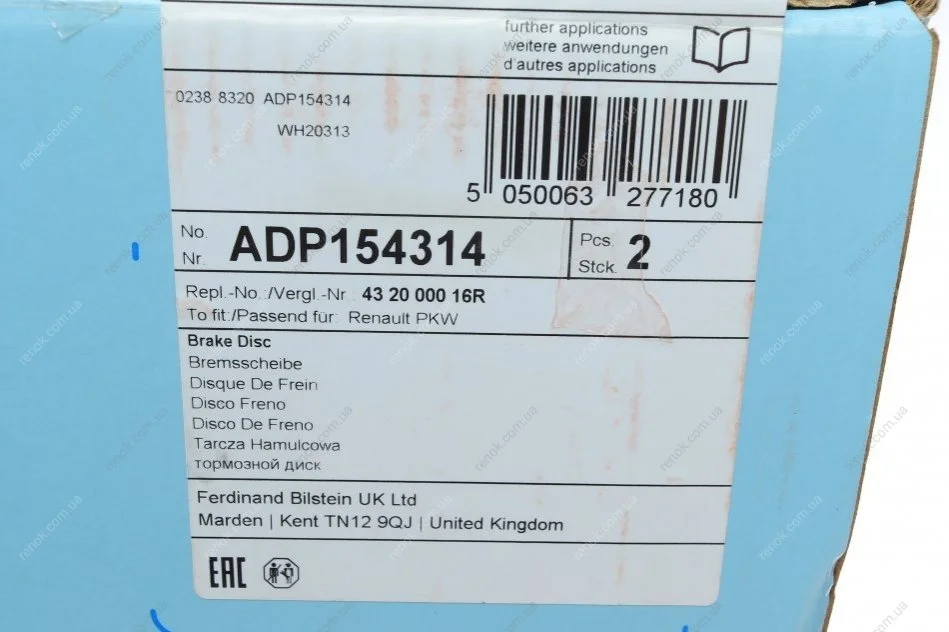 further applications
weitere anwendungen
d'autres applications
0238 8320 ADP154314
WH20313
5 050063 277180
No.
Nr. ADP154314
Pcs.
Stck. 2
Repl.-No./Vergl.-Nr. 43 20 000 16R
To fit:/Passend für: Renault PKW
Brake Disc
Bremsscheibe
Disque De Frein
Disco Freno
Disco De Freno
Tarcza Hamulcowa
тормозной диск
Ferdinand Bilstein UK Ltd
Marden | Kent TN12 9QJ | United Kingdom
EAC
renok.com.ua